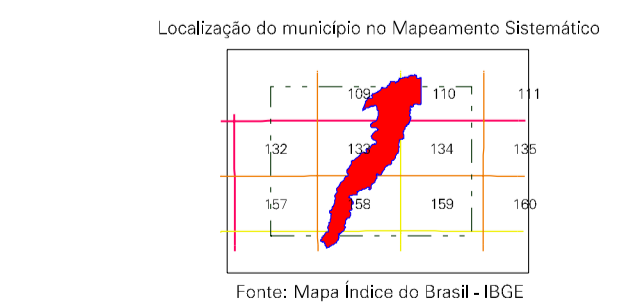 Localização do município no Mapeamento Sistemático
109 110 111
132 133 134 135
157 158 159 160
Fonte: Mapa Índice do Brasil - IBGE